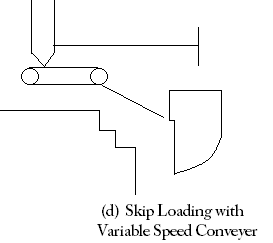 (d) Skip Loading with
Variable Speed Conveyer